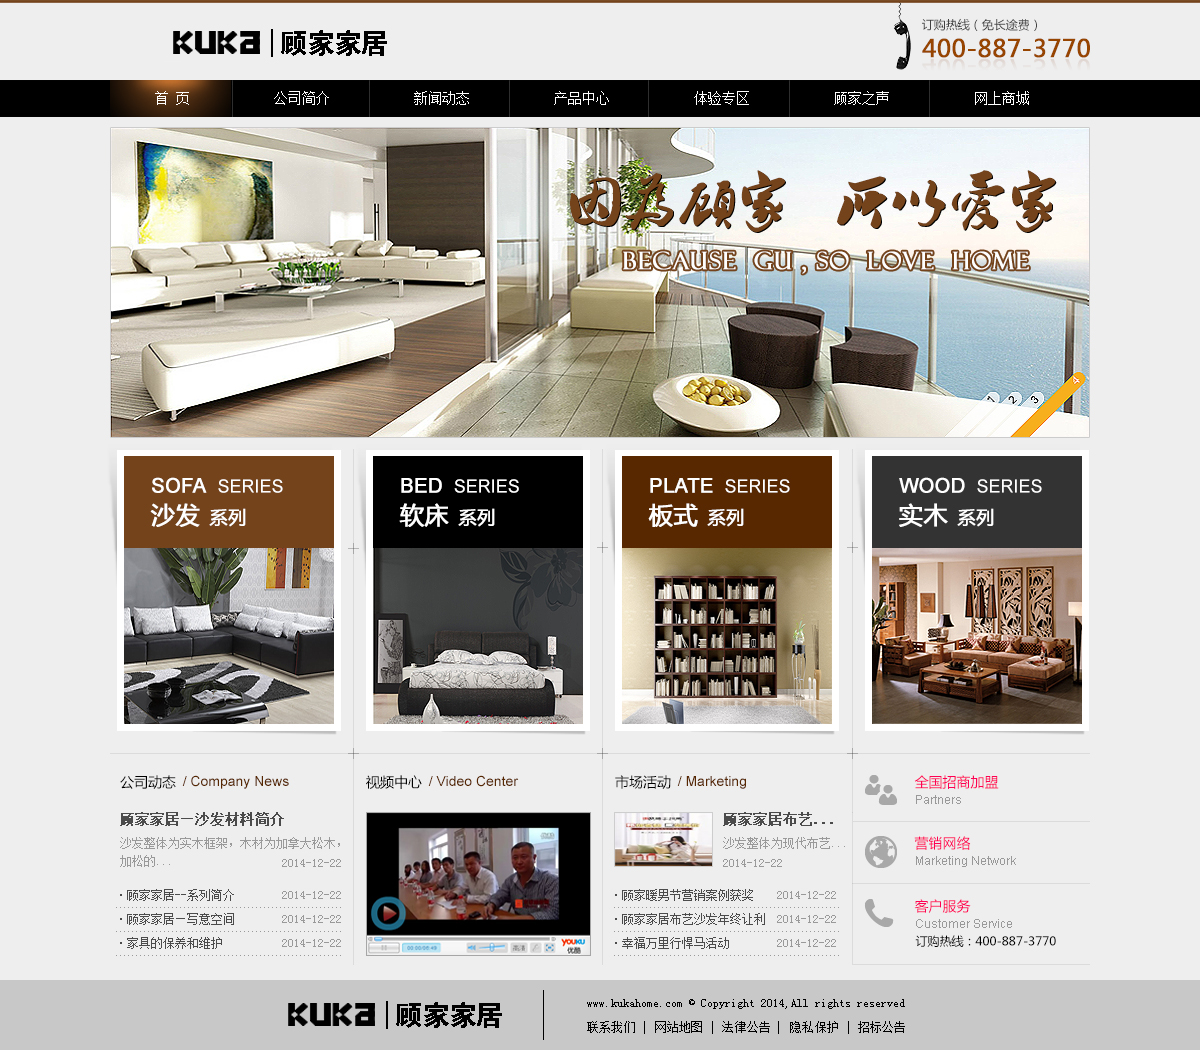 KUKA | 顾家家居
订购热线（免长途费）
400-887-3770
首 页
公司简介
新闻动态
产品中心
体验专区
顾家之声
网上商城
因為顾家 所以愛家
BECAUSE GU , SO LOVE HOME
1 2 3 4
SOFA SERIES
沙发 系列
BED SERIES
软床 系列
PLATE SERIES
板式 系列
WOOD SERIES
实木 系列
公司动态 / Company News
顾家家居—沙发材料简介
沙发整体为实木框架，木材为加拿大松木，
加松的... 2014-12-22
· 顾家家居--系列简介 2014-12-22
· 顾家家居—写意空间 2014-12-22
· 家具的保养和维护 2014-12-22
视频中心 / Video Center
00:00/05:49
高清
YOUKU
优酷
市场活动 / Marketing
顾家家居布艺...
沙发整体为现代布艺...
2014-12-22
· 顾家暖男节营销案例获奖 2014-12-22
· 顾家家居布艺沙发年终让利 2014-12-22
· 幸福万里行悍马活动 2014-12-22
全国招商加盟
Partners
营销网络
Marketing Network
客户服务
Customer Service
订购热线：400-887-3770
KUKA | 顾家家居
www.kukahome.com © Copyright 2014,All rights reserved
联系我们 | 网站地图 | 法律公告 | 隐私保护 | 招标公告